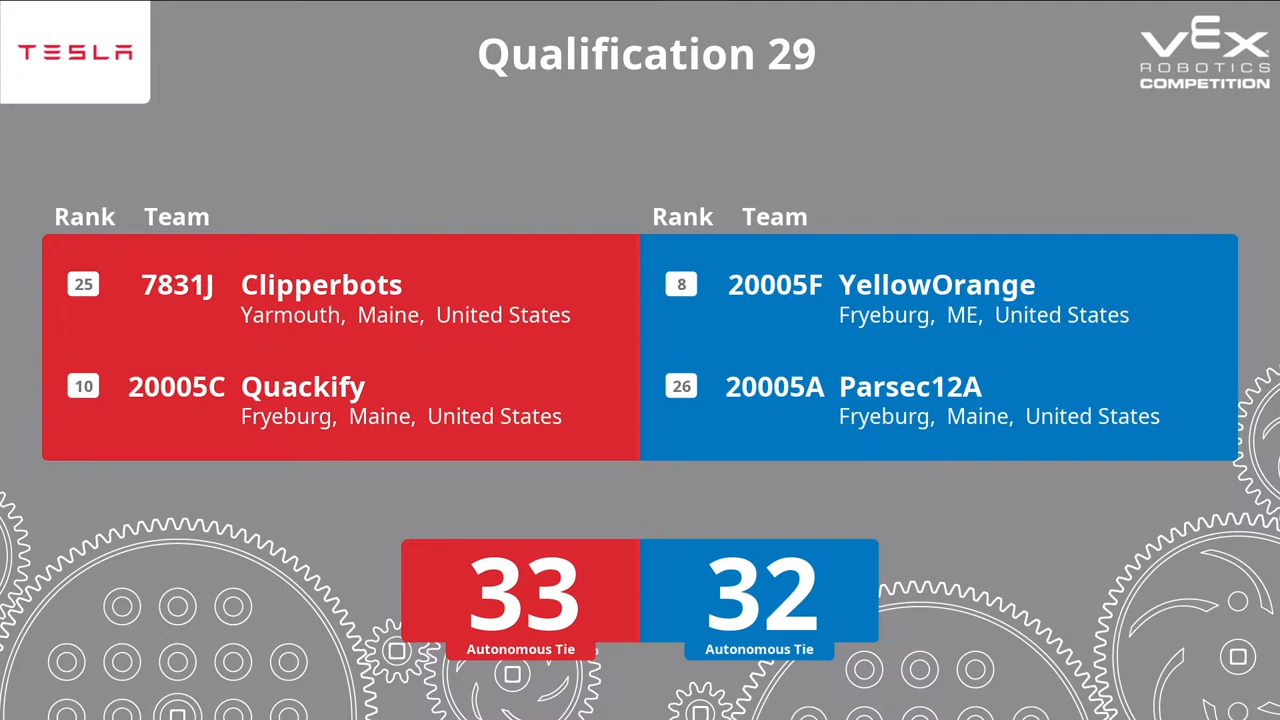 TESLA
Qualification 29
VEX
ROBOTICS
COMPETITION
Rank Team
25 7831J Clipperbots
Yarmouth, Maine, United States
10 20005C Quackify
Fryeburg, Maine, United States
Rank Team
8 20005F YellowOrange
Fryeburg, ME, United States
26 20005A Parsec12A
Fryeburg, Maine, United States
33
Autonomous Tie
32
Autonomous Tie